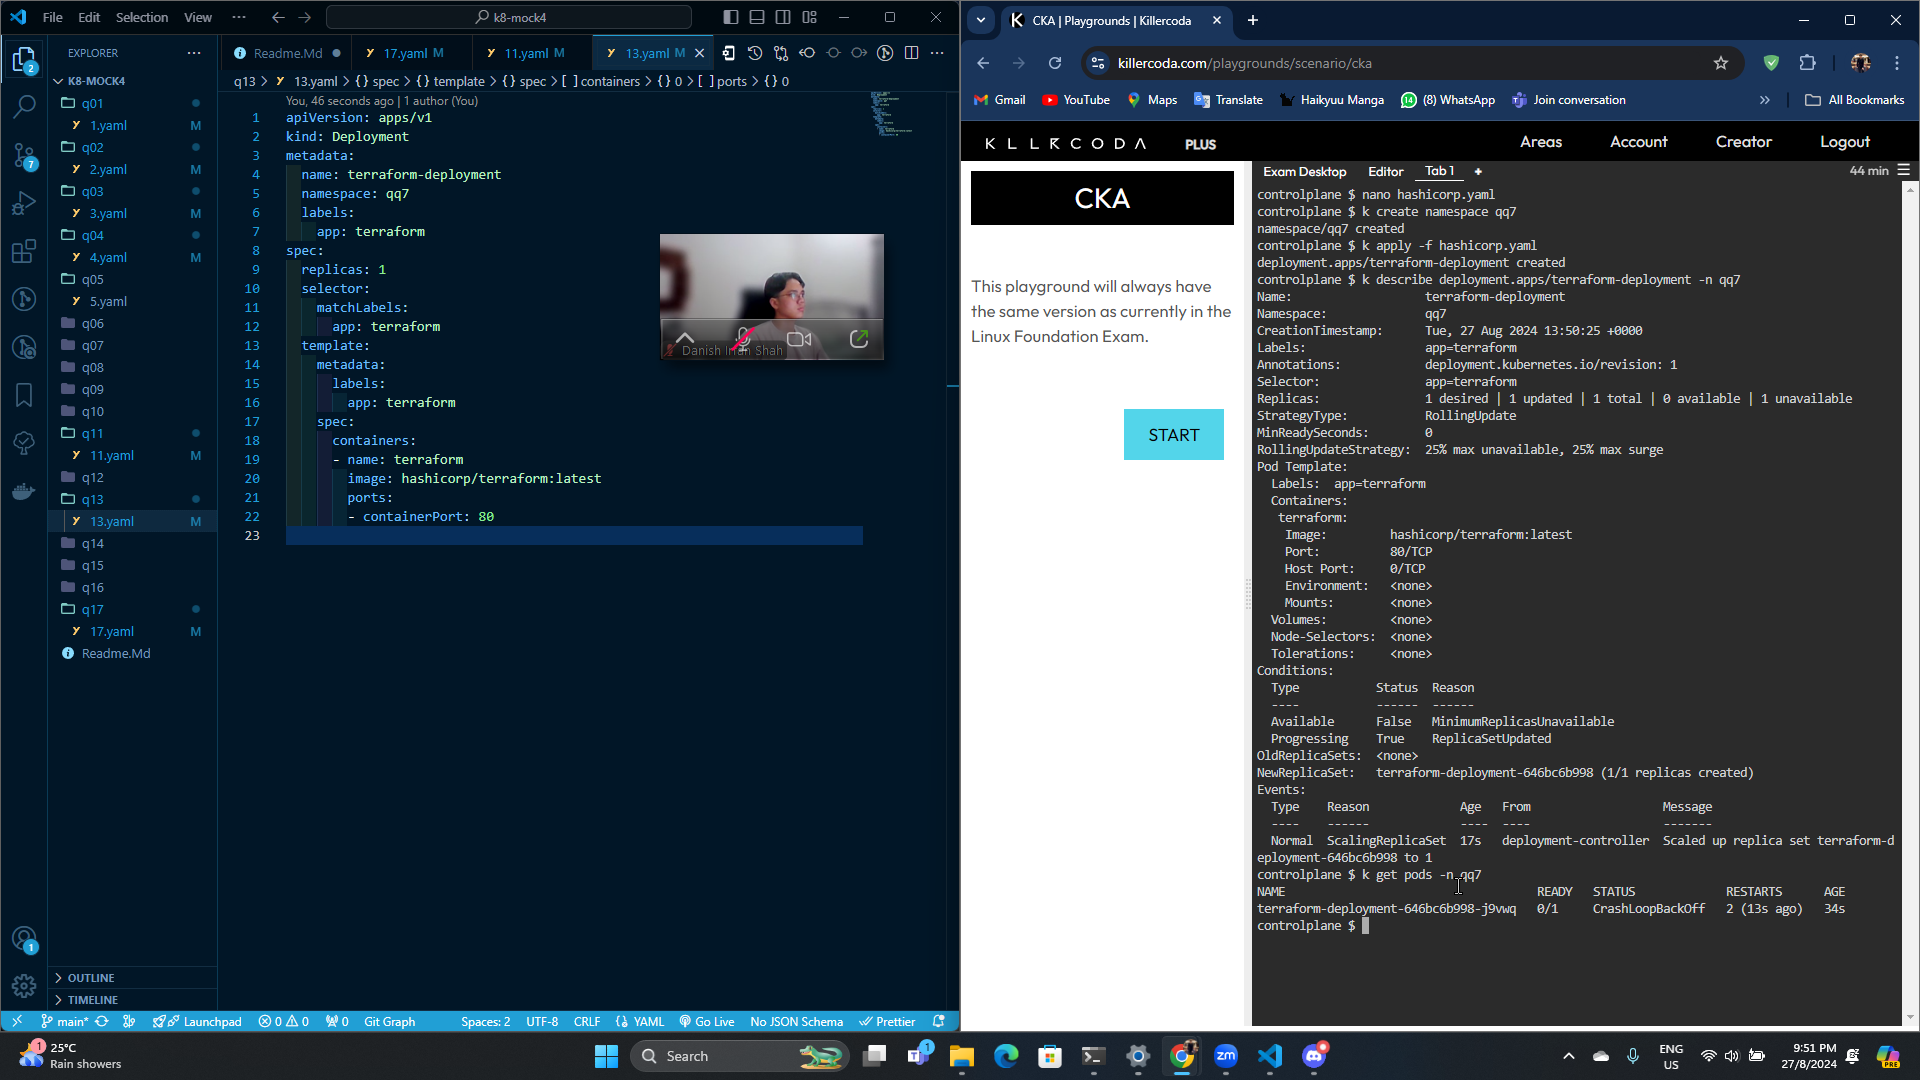 File Edit Selection View ··· k8-mock4
EXPLORER ···
K8-MOCK4
q01
1.yaml M
q02
2.yaml M
q03
3.yaml M
q04
4.yaml M
q05
5.yaml
q06
q07
q08
q09
q10
q11
11.yaml M
q12
q13
13.yaml M
q14
q15
q16
q17
17.yaml M
Readme.Md
OUTLINE
TIMELINE
2
7
1
Readme.Md 17.yaml M 11.yaml M 13.yaml M
q13 > 13.yaml > {} spec > {} template > {} spec > [ ] containers > {} 0 > [ ] ports > {} 0
You, 46 seconds ago | 1 author (You)
1 apiVersion: apps/v1
2 kind: Deployment
3 metadata:
4 name: terraform-deployment
5 namespace: qq7
6 labels:
7 app: terraform
8 spec:
9 replicas: 1
10 selector:
11 matchLabels:
12 app: terraform
13 template:
14 metadata:
15 labels:
16 app: terraform
17 spec:
18 containers:
19 - name: terraform
20 image: hashicorp/terraform:latest
21 ports:
22 - containerPort: 80
23
Danish Irfan Shah
main* Launchpad 0 0 0 Git Graph Spaces: 2 UTF-8 CRLF {} YAML Go Live No JSON Schema Prettier
CKA | Playgrounds | Killercoda
killercoda.com/playgrounds/scenario/cka
Gmail YouTube Maps Translate Haikyuu Manga (8) WhatsApp Join conversation » All Bookmarks
KLLRCODA PLUS Areas Account Creator Logout
CKA
This playground will always have
the same version as currently in the
Linux Foundation Exam.
START
Exam Desktop Editor Tab 1 + 44 min
controlplane $ nano hashicorp.yaml
controlplane $ k create namespace qq7
namespace/qq7 created
controlplane $ k apply -f hashicorp.yaml
deployment.apps/terraform-deployment created
controlplane $ k describe deployment.apps/terraform-deployment -n qq7
Name: terraform-deployment
Namespace: qq7
CreationTimestamp: Tue, 27 Aug 2024 13:50:25 +0000
Labels: app=terraform
Annotations: deployment.kubernetes.io/revision: 1
Selector: app=terraform
Replicas: 1 desired | 1 updated | 1 total | 0 available | 1 unavailable
StrategyType: RollingUpdate
MinReadySeconds: 0
RollingUpdateStrategy: 25% max unavailable, 25% max surge
Pod Template:
Labels: app=terraform
Containers:
terraform:
Image: hashicorp/terraform:latest
Port: 80/TCP
Host Port: 0/TCP
Environment: <none>
Mounts: <none>
Volumes: <none>
Node-Selectors: <none>
Tolerations: <none>
Conditions:
Type Status Reason
---- ------ ------
Available False MinimumReplicasUnavailable
Progressing True ReplicaSetUpdated
OldReplicaSets: <none>
NewReplicaSet: terraform-deployment-646bc6b998 (1/1 replicas created)
Events:
Type Reason Age From Message
---- ------ ---- ---- -------
Normal ScalingReplicaSet 17s deployment-controller Scaled up replica set terraform-d
eployment-646bc6b998 to 1
controlplane $ k get pods -n qq7
NAME READY STATUS RESTARTS AGE
terraform-deployment-646bc6b998-j9vwq 0/1 CrashLoopBackOff 2 (13s ago) 34s
controlplane $
1 25°C
Rain showers
Search
1
ENG
US
9:51 PM
27/8/2024
PRE